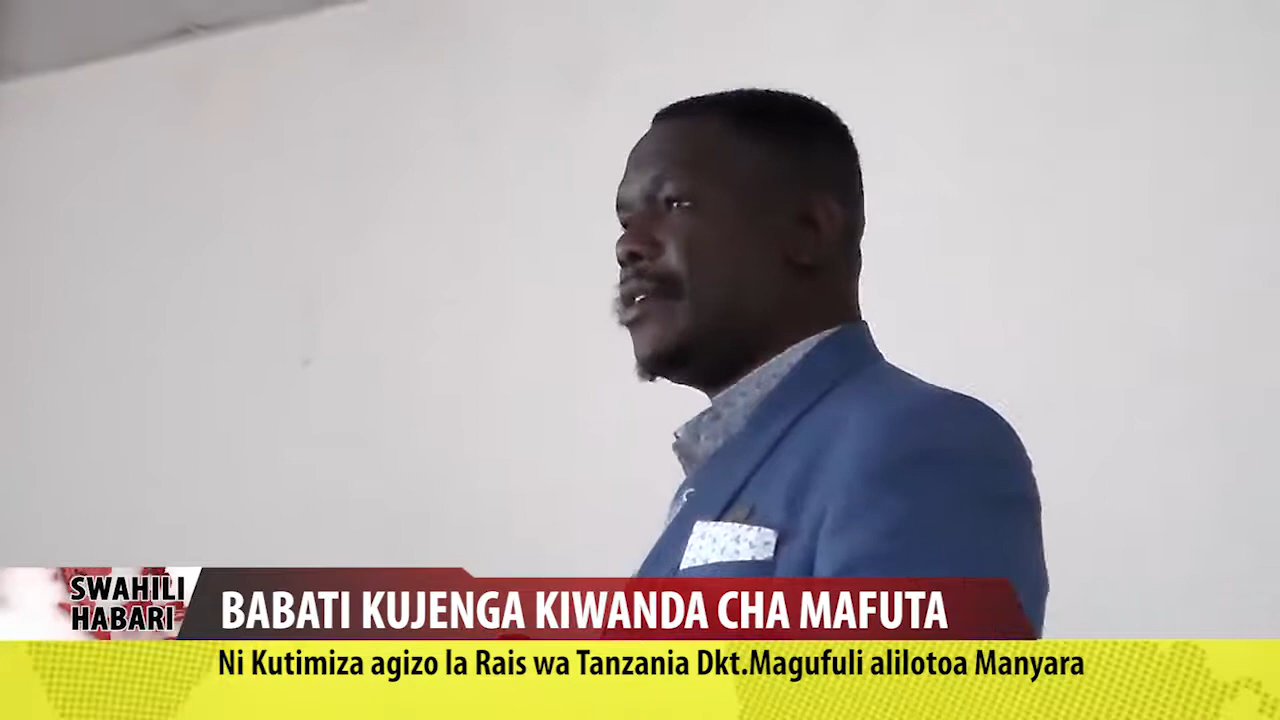 SWAHILI
HABARI
BABATI KUJENGA KIWANDA CHA MAFUTA
Ni Kutimiza agizo la Rais wa Tanzania Dkt.Magufuli alilotoa Manyara